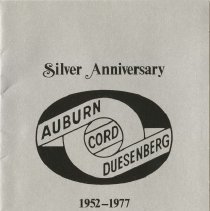 Silver Anniversary
AUBURN
CORD
DUESENBERG
1952-1977